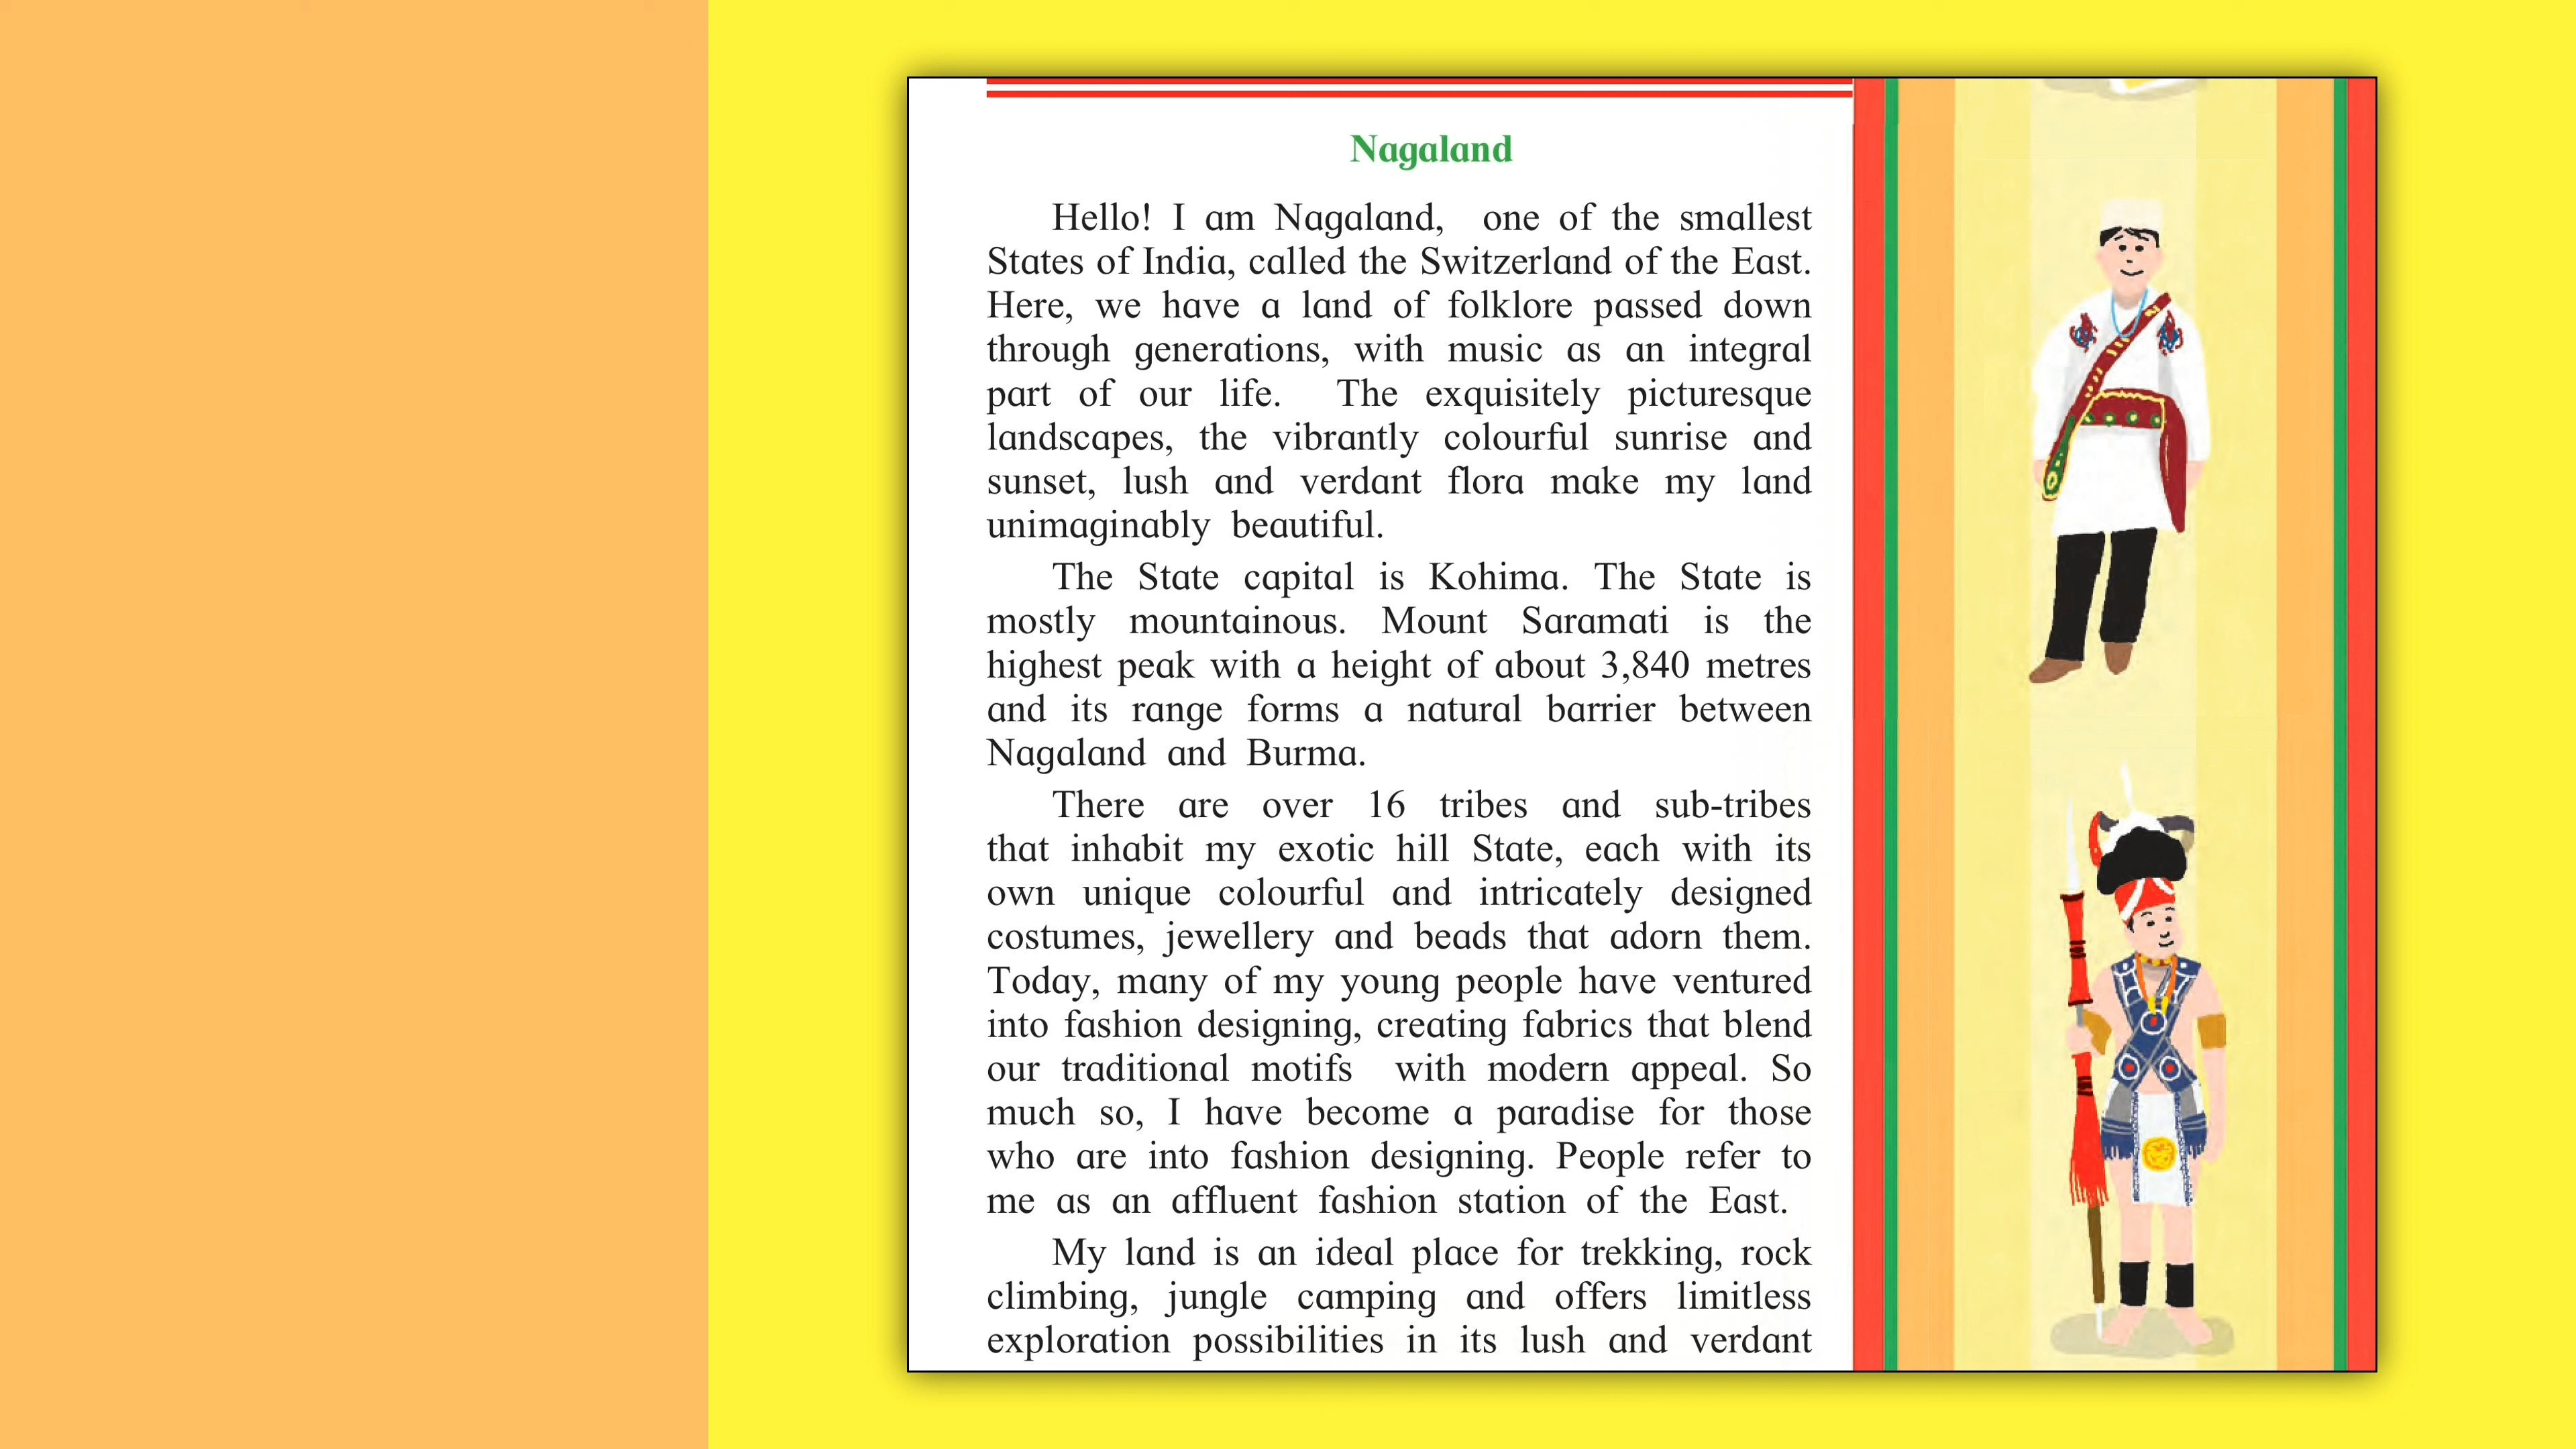 Nagaland
Hello! I am Nagaland, one of the smallest
States of India, called the Switzerland of the East.
Here, we have a land of folklore passed down
through generations, with music as an integral
part of our life. The exquisitely picturesque
landscapes, the vibrantly colourful sunrise and
sunset, lush and verdant flora make my land
unimaginably beautiful.
The State capital is Kohima. The State is
mostly mountainous. Mount Saramati is the
highest peak with a height of about 3,840 metres
and its range forms a natural barrier between
Nagaland and Burma.
There are over 16 tribes and sub-tribes
that inhabit my exotic hill State, each with its
own unique colourful and intricately designed
costumes, jewellery and beads that adorn them.
Today, many of my young people have ventured
into fashion designing, creating fabrics that blend
our traditional motifs with modern appeal. So
much so, I have become a paradise for those
who are into fashion designing. People refer to
me as an affluent fashion station of the East.
My land is an ideal place for trekking, rock
climbing, jungle camping and offers limitless
exploration possibilities in its lush and verdant